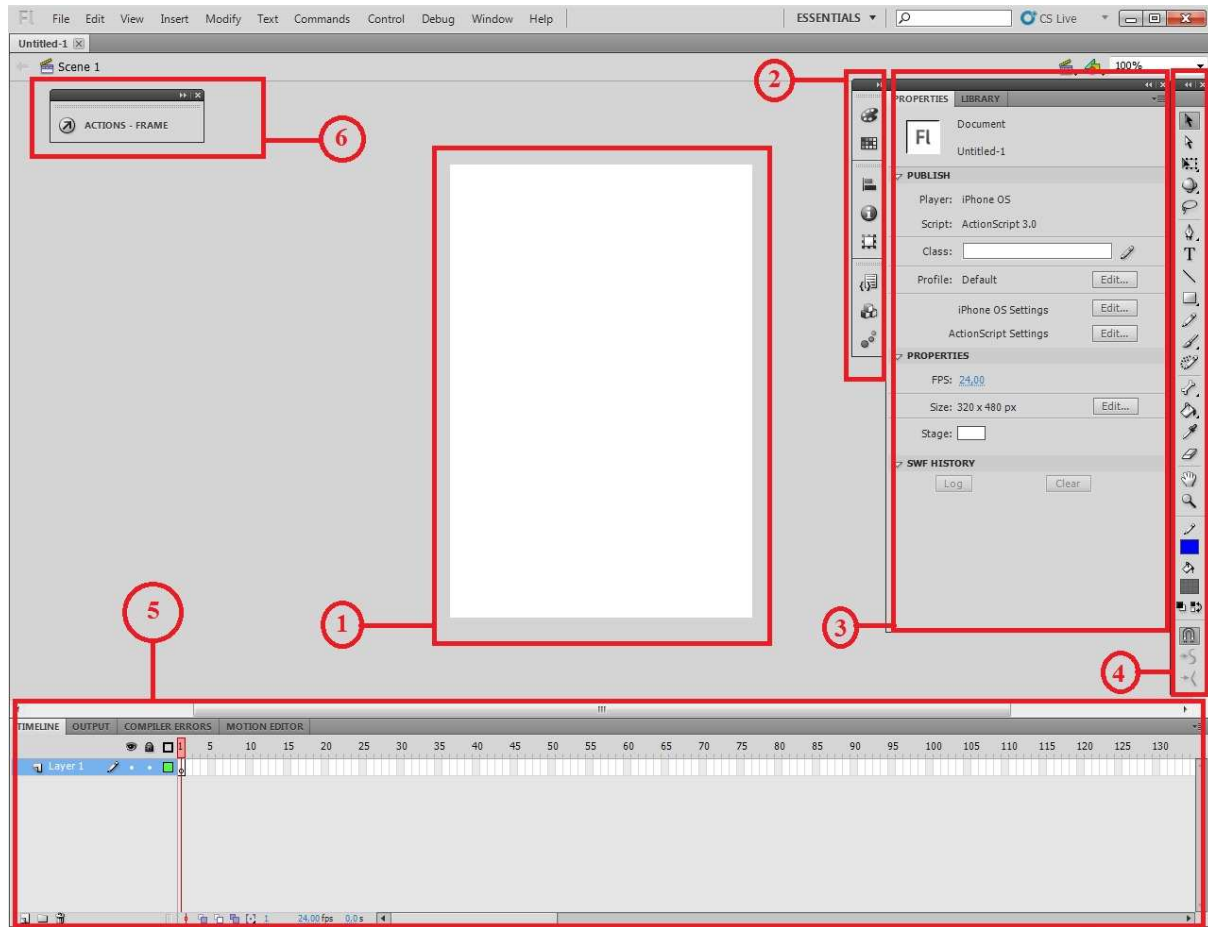 Fl File Edit View Insert Modify Text Commands Control Debug Window Help ESSENTIALS CS Live
Untitled-1
Scene 1 100%
ACTIONS - FRAME
6
2
1
PROPERTIES LIBRARY
Fl
Document
Untitled-1
PUBLISH
Player: iPhone OS
Script: ActionScript 3.0
Class:
Profile: Default Edit...
iPhone OS Settings Edit...
ActionScript Settings Edit...
PROPERTIES
FPS: 24,00
Size: 320 x 480 px Edit...
Stage:
SWF HISTORY
Log Clear
3
T
4
5
TIMELINE OUTPUT COMPILER ERRORS MOTION EDITOR
1 5 10 15 20 25 30 35 40 45 50 55 60 65 70 75 80 85 90 95 100 105 110 115 120 125 130
Layer 1
1 24,00 fps 0,0 s